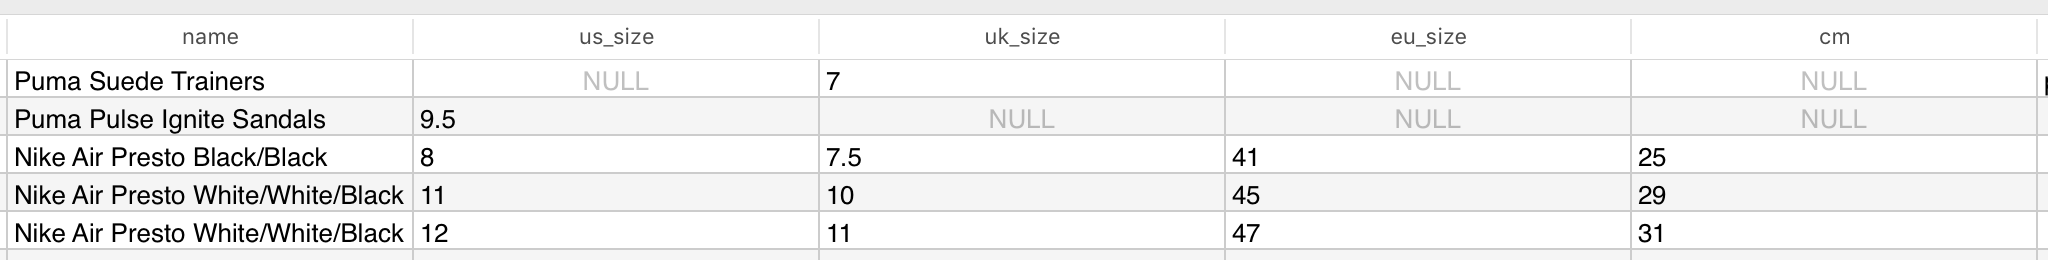 name us_size uk_size eu_size cm
Puma Suede Trainers NULL 7 NULL NULL
Puma Pulse Ignite Sandals 9.5 NULL NULL NULL
Nike Air Presto Black/Black 8 7.5 41 25
Nike Air Presto White/White/Black 11 10 45 29
Nike Air Presto White/White/Black 12 11 47 31